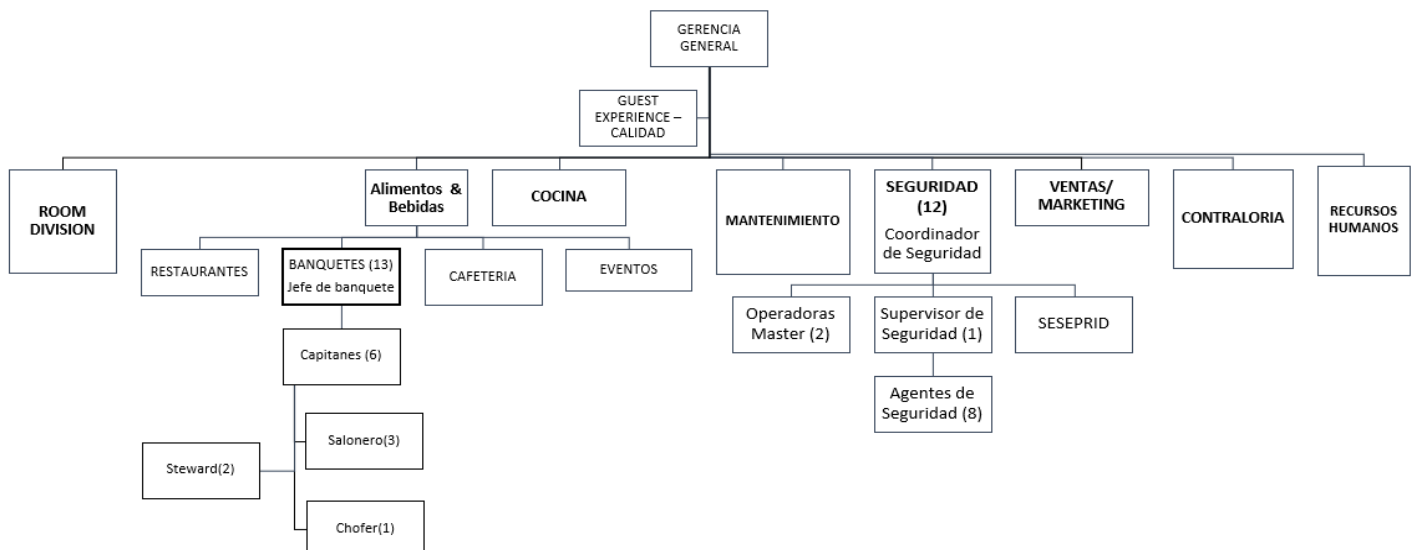 GERENCIA
GENERAL
GUEST
EXPERIENCE –
CALIDAD
ROOM
DIVISION
Alimentos &
Bebidas
COCINA
MANTENIMIENTO
SEGURIDAD
(12)
Coordinador
de Seguridad
VENTAS/
MARKETING
CONTRALORIA
RECURSOS
HUMANOS
RESTAURANTES
BANQUETES (13)
Jefe de banquete
CAFETERIA
EVENTOS
Operadoras
Master (2)
Supervisor de
Seguridad (1)
SESEPRID
Capitanes (6)
Agentes de
Seguridad (8)
Salonero(3)
Steward(2)
Chofer(1)